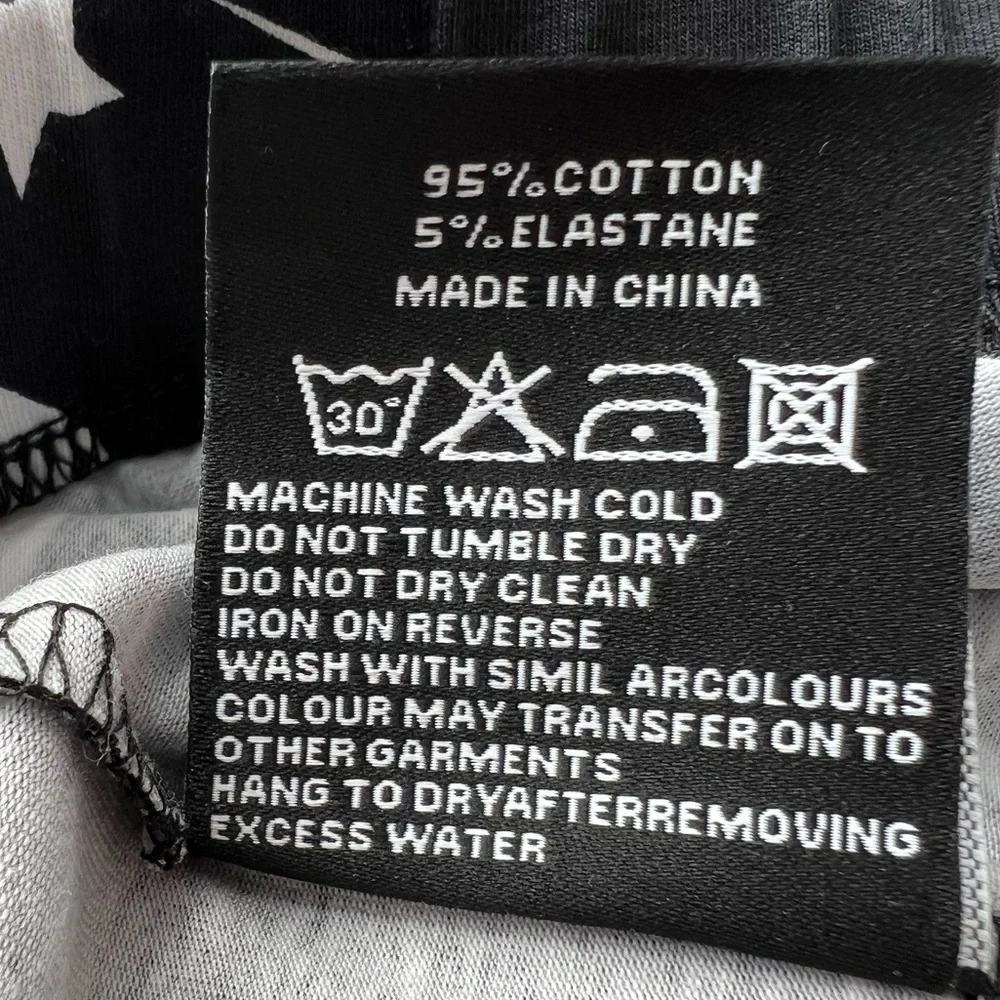 95%COTTON
5%ELASTANE
MADE IN CHINA
30°
MACHINE WASH COLD
DO NOT TUMBLE DRY
DO NOT DRY CLEAN
IRON ON REVERSE
WASH WITH SIMIL ARCOLOURS
COLOUR MAY TRANSFER ON TO
OTHER GARMENTS
HANG TO DRYAFTERREMOVING
EXCESS WATER